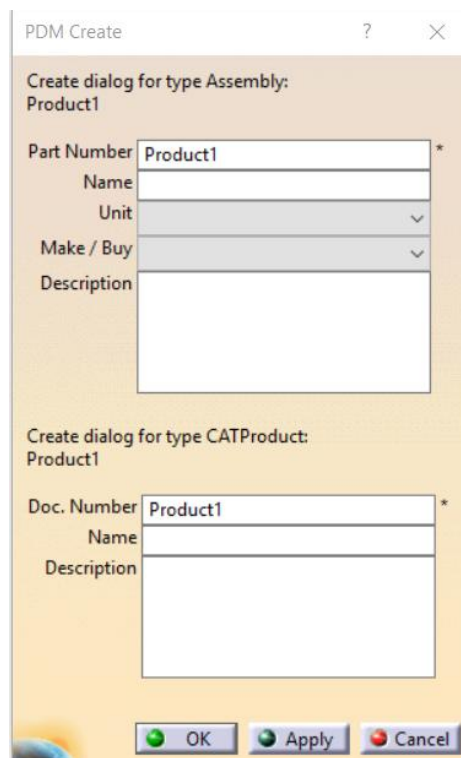 PDM Create ?
Create dialog for type Assembly:
Product1
Part Number Product1 *
Name
Unit
Make / Buy
Description
Create dialog for type CATProduct:
Product1
Doc. Number Product1 *
Name
Description
OK Apply Cancel